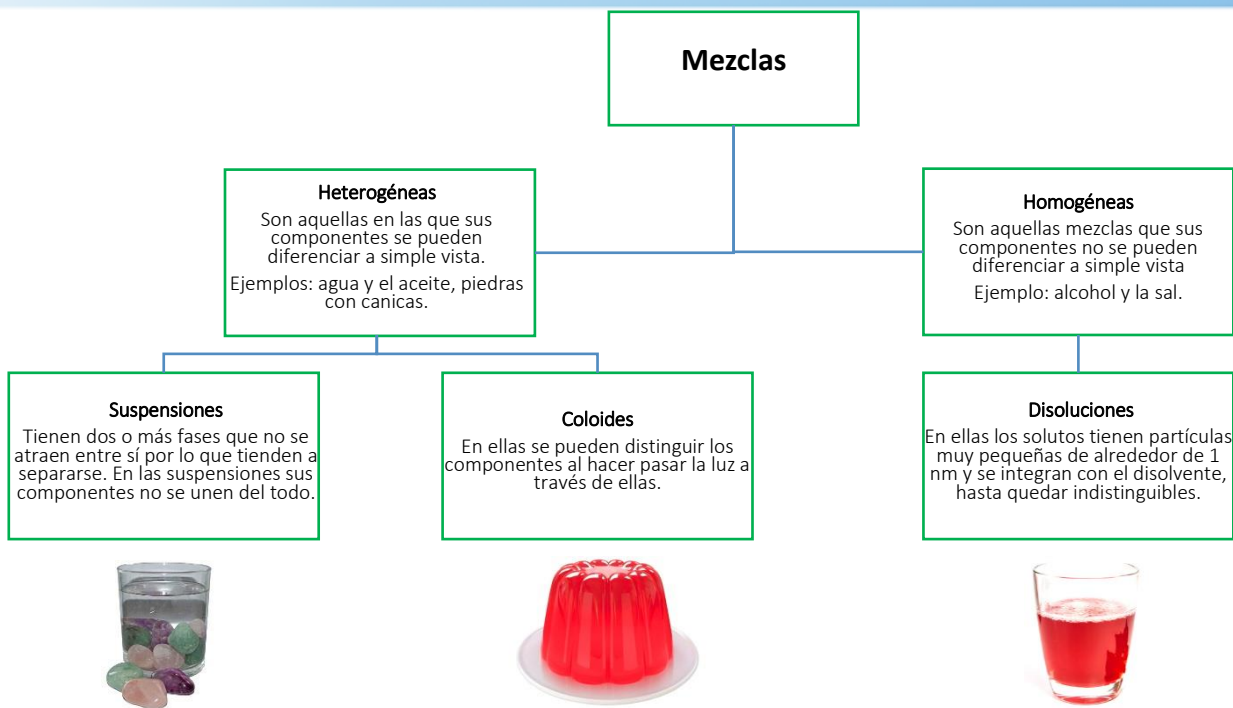 Mezclas
Heterogéneas
Son aquellas en las que sus
componentes se pueden
diferenciar a simple vista.
Ejemplos: agua y el aceite, piedras
con canicas.
Homogéneas
Son aquellas mezclas que sus
componentes no se pueden
diferenciar a simple vista
Ejemplo: alcohol y la sal.
Suspensiones
Tienen dos o más fases que no se
atraen entre sí por lo que tienden a
separarse. En las suspensiones sus
componentes no se unen del todo.
Coloides
En ellas se pueden distinguir los
componentes al hacer pasar la luz a
través de ellas.
Disoluciones
En ellas los solutos tienen partículas
muy pequeñas de alrededor de 1
nm y se integran con el disolvente,
hasta quedar indistinguibles.